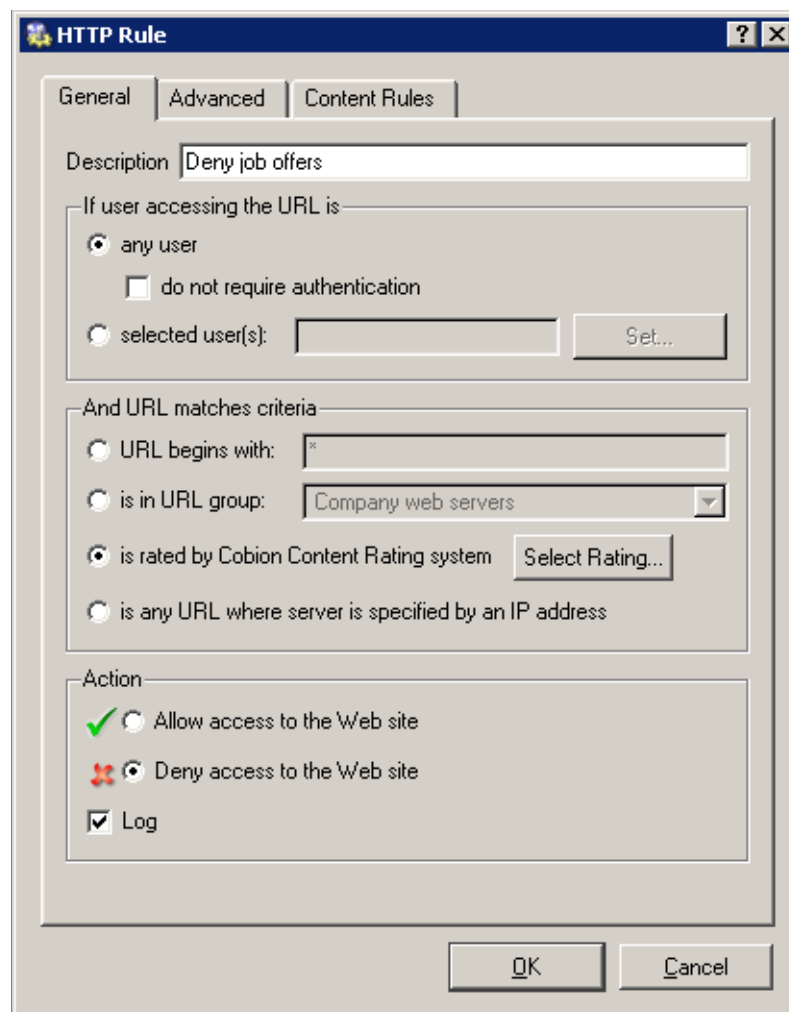 HTTP Rule
General Advanced Content Rules
Description Deny job offers
If user accessing the URL is
any user
do not require authentication
selected user(s): Set...
And URL matches criteria
URL begins with: *
is in URL group: Company web servers
is rated by Cobion Content Rating system Select Rating...
is any URL where server is specified by an IP address
Action
Allow access to the Web site
Deny access to the Web site
Log
OK Cancel